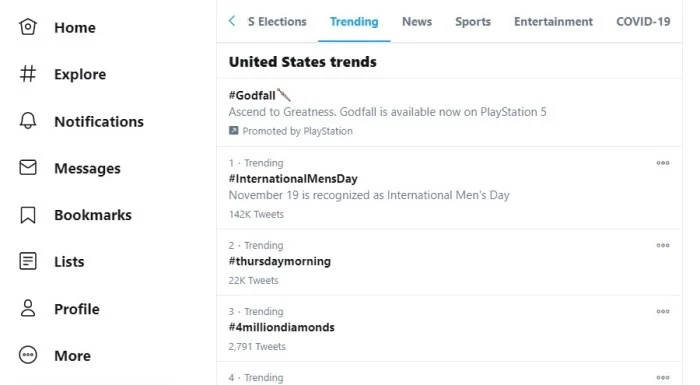 Home
Explore
Notifications
Messages
Bookmarks
Lists
Profile
More
S Elections Trending News Sports Entertainment COVID-19
United States trends
#Godfall
Ascend to Greatness. Godfall is available now on PlayStation 5
Promoted by PlayStation
1 · Trending
#InternationalMensDay
November 19 is recognized as International Men's Day
142K Tweets
2 · Trending
#thursdaymorning
22K Tweets
3 · Trending
#4milliondiamonds
2,791 Tweets
4 · Trending